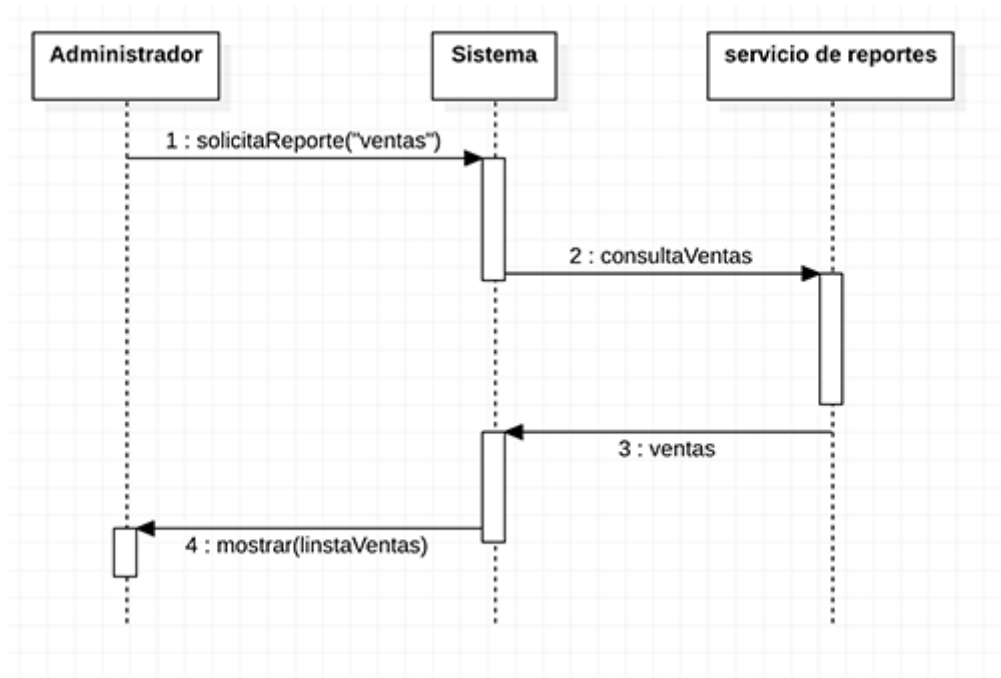 Administrador
Sistema
servicio de reportes
1 : solicitaReporte("ventas")
2 : consultaVentas
3 : ventas
4 : mostrar(linstaVentas)